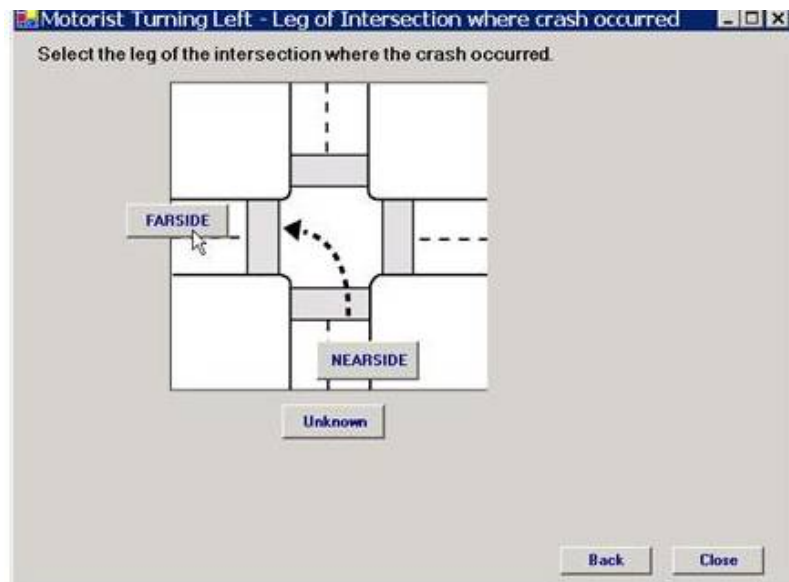 Motorist Turning Left - Leg of Intersection where crash occurred
Select the leg of the intersection where the crash occurred.
FARSIDE
NEARSIDE
Unknown
Back Close